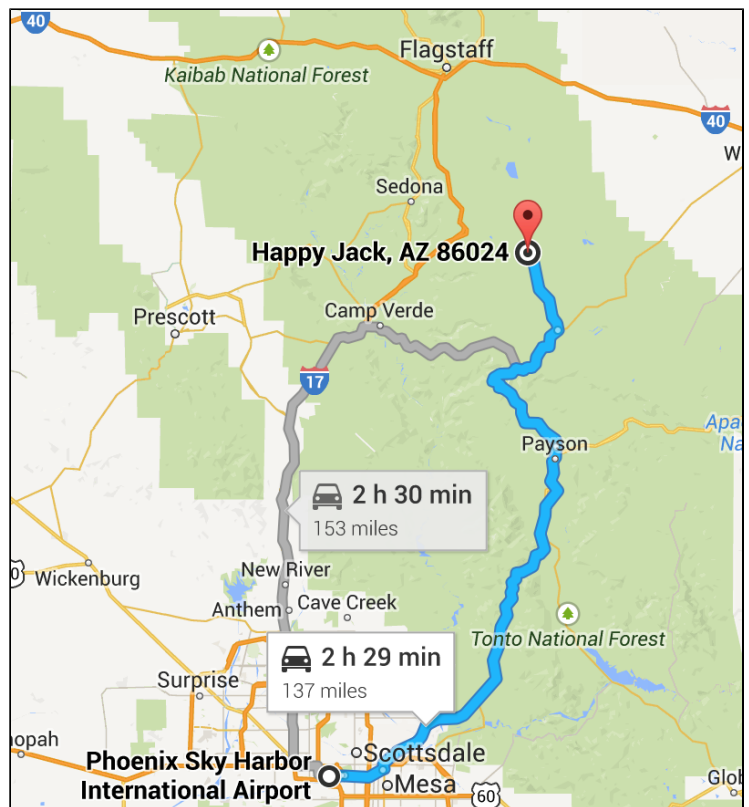 40
Flagstaff
Kaibab National Forest
40
W
Sedona
Happy Jack, AZ 86024
Camp Verde
Prescott
17
Apa
Na
Payson
2 h 30 min
153 miles
0
Wickenburg
New River
Anthem
Cave Creek
Tonto National Forest
2 h 29 min
137 miles
Surprise
nopah
Phoenix Sky Harbor
International Airport
Scottsdale
Mesa
60
Glob